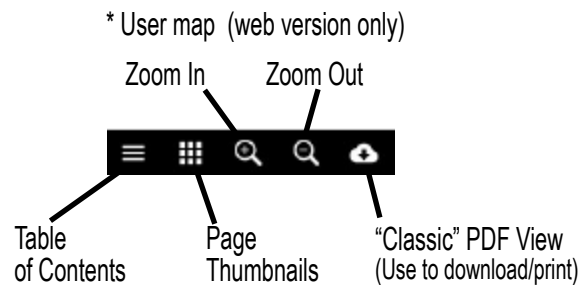 * User map (web version only)
Zoom In
Zoom Out
Table
of Contents
Page
Thumbnails
“Classic” PDF View
(Use to download/print)